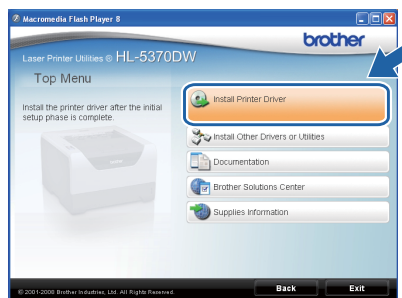 Macromedia Flash Player 8
brother
Laser Printer Utilities HL-5370DW
Top Menu
Install the printer driver after the initial
setup phase is complete.
Install Printer Driver
Install Other Drivers or Utilities
Documentation
Brother Solutions Center
Supplies Information
© 2001-2008 Brother Industries, Ltd. All Rights Reserved.
Back
Exit